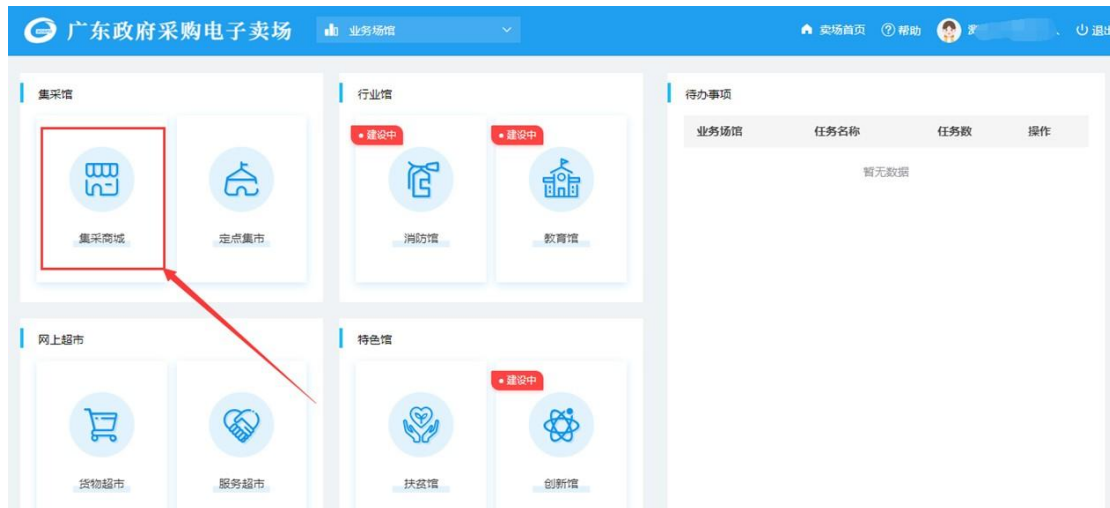 广东政府采购电子卖场
业务场馆
卖场首页
帮助
退出
集采馆
集采商城
定点集市
行业馆
建设中
消防馆
建设中
教育馆
待办事项
业务场馆 任务名称 任务数 操作
暂无数据
网上超市
货物超市
服务超市
特色馆
扶贫馆
建设中
创新馆